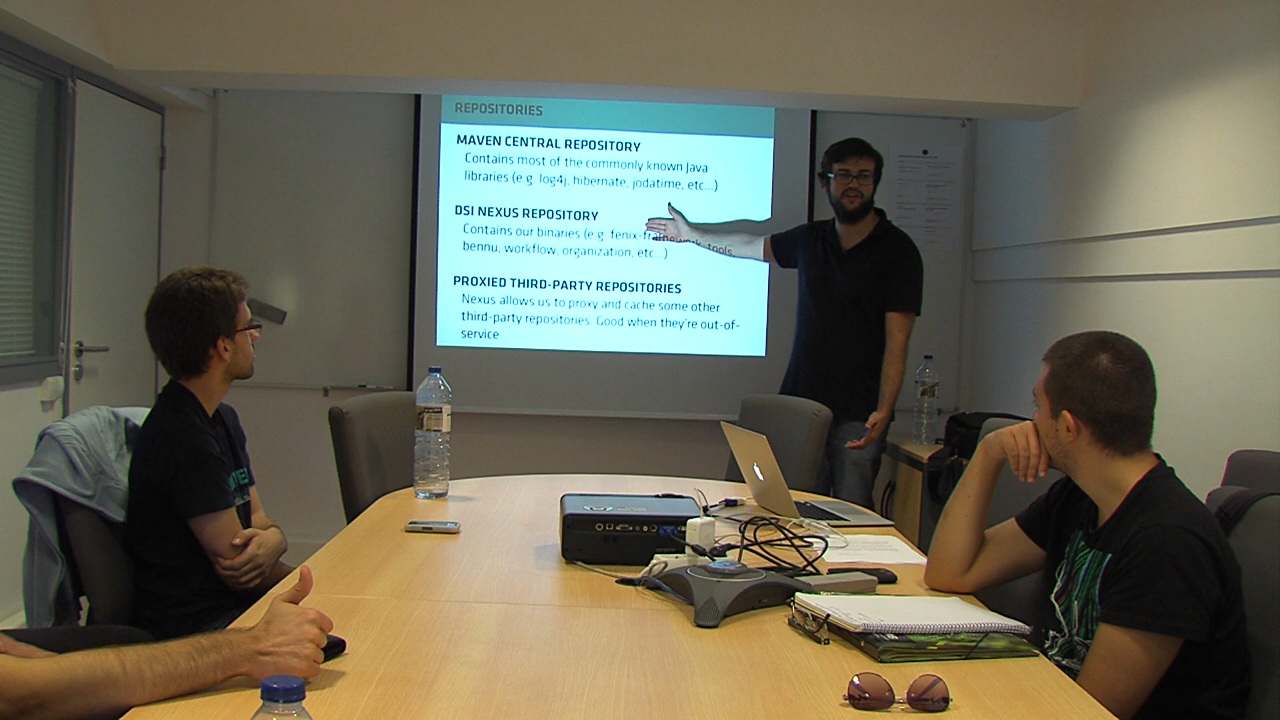 REPOSITORIES
MAVEN CENTRAL REPOSITORY
Contains most of the commonly known Java
libraries (e.g. log4j, hibernate, jodatime, etc...)
DSI NEXUS REPOSITORY
Contains our binaries (e.g. fenix-framework, tools,
bennu, workflow, organization, etc...)
PROXIED THIRD-PARTY REPOSITORIES
Nexus allows us to proxy and cache some other
third-party repositories. Good when they're out-of-
service